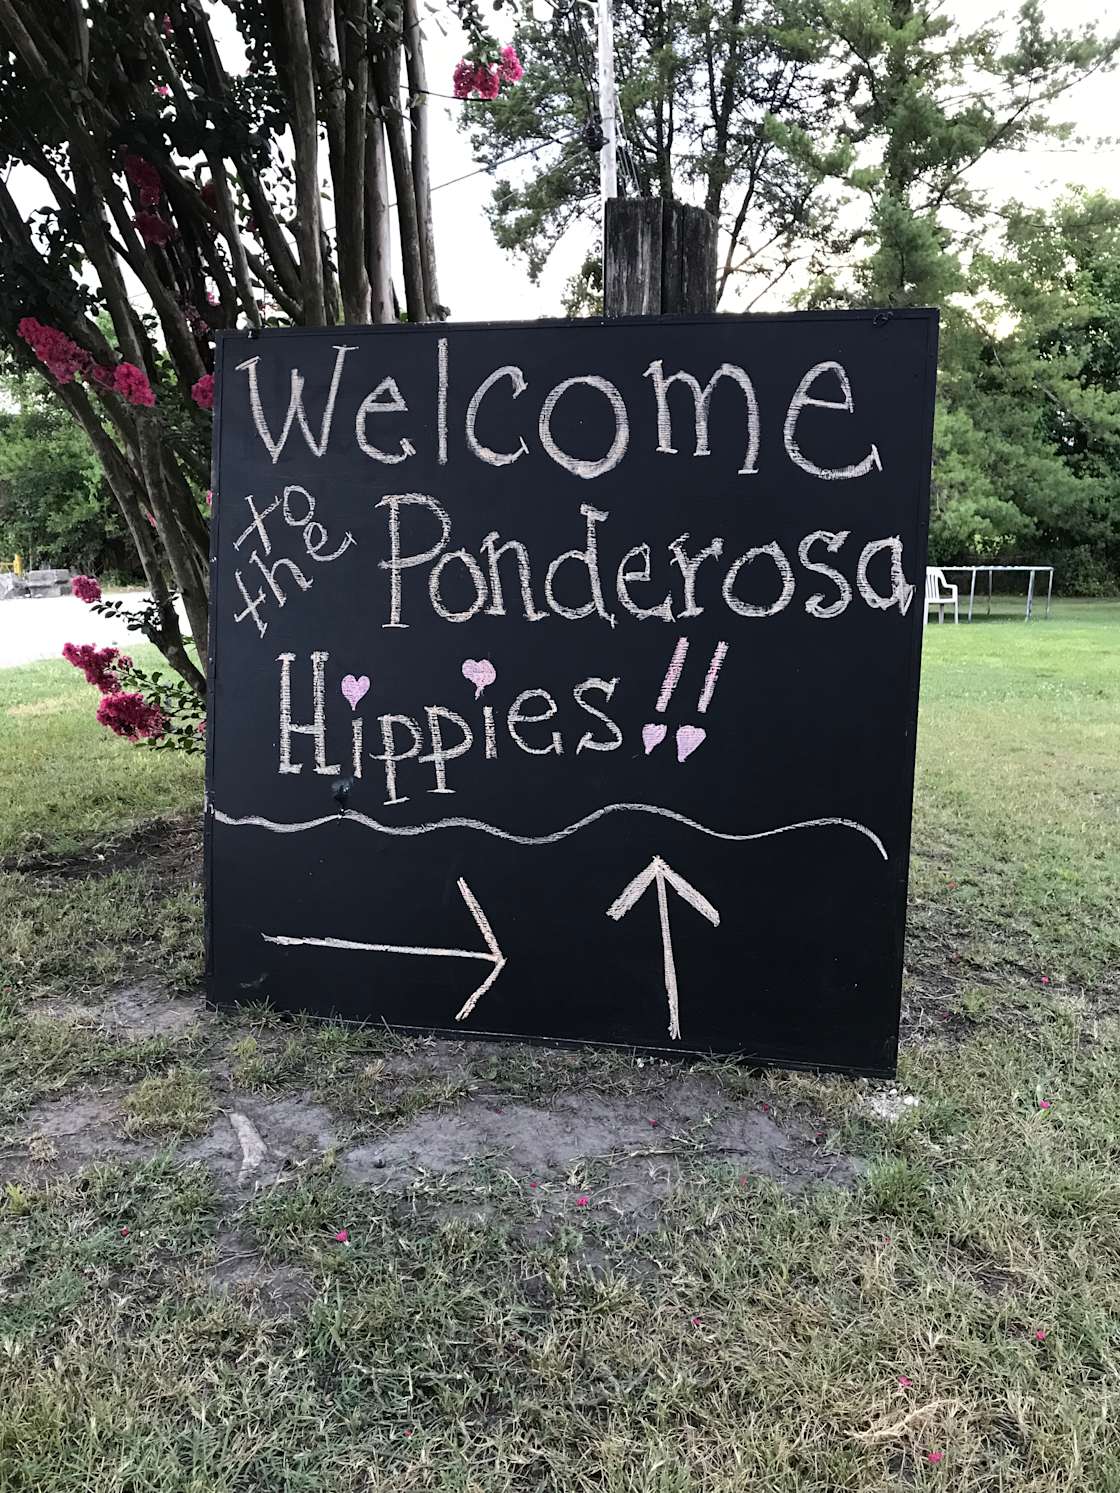 Welcome
to the Ponderosa
Hippies!!